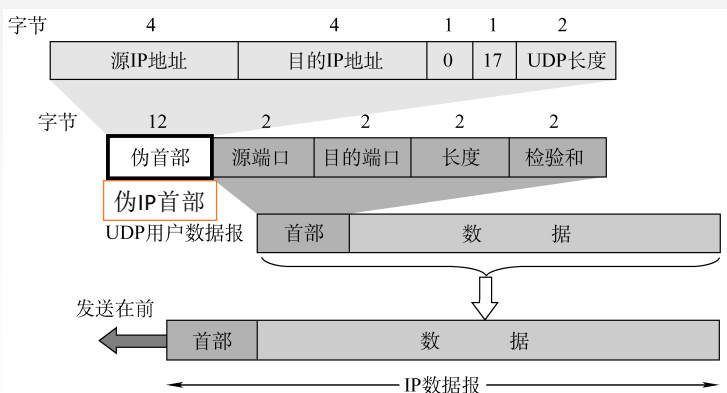 字节 4 4 1 1 2
源IP地址 目的IP地址 0 17 UDP长度
字节 12 2 2 2 2
伪首部 源端口 目的端口 长度 检验和
伪IP首部
UDP用户数据报 首部 数 据
发送在前
首部 数 据
IP数据报